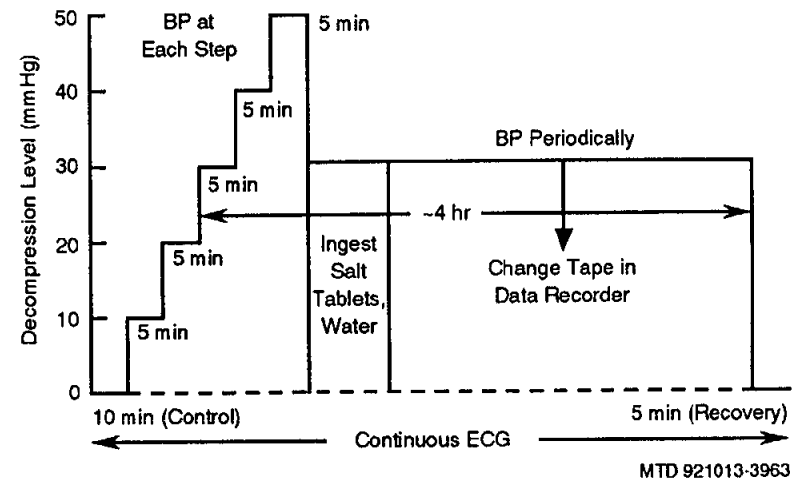 BP at
Each Step
5 min
50
40
30
20
10
0
Decompression Level (mmHg)
5 min
5 min
5 min
5 min
BP Periodically
~4 hr
Ingest
Salt
Tablets,
Water
Change Tape in
Data Recorder
10 min (Control)
5 min (Recovery)
Continuous ECG
MTD 921013-3963